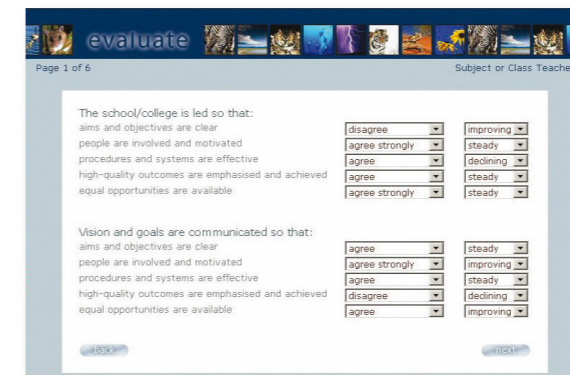 evaluate
Page 1 of 6 Subject or Class Teache
The school/college is led so that:
aims and objectives are clear disagree improving
people are involved and motivated agree strongly steady
procedures and systems are effective agree declining
high-quality outcomes are emphasised and achieved agree steady
equal opportunities are available agree strongly steady
Vision and goals are communicated so that:
aims and objectives are clear agree steady
people are involved and motivated agree strongly improving
procedures and systems are effective agree steady
high-quality outcomes are emphasised and achieved disagree declining
equal opportunities are available agree improving
back next